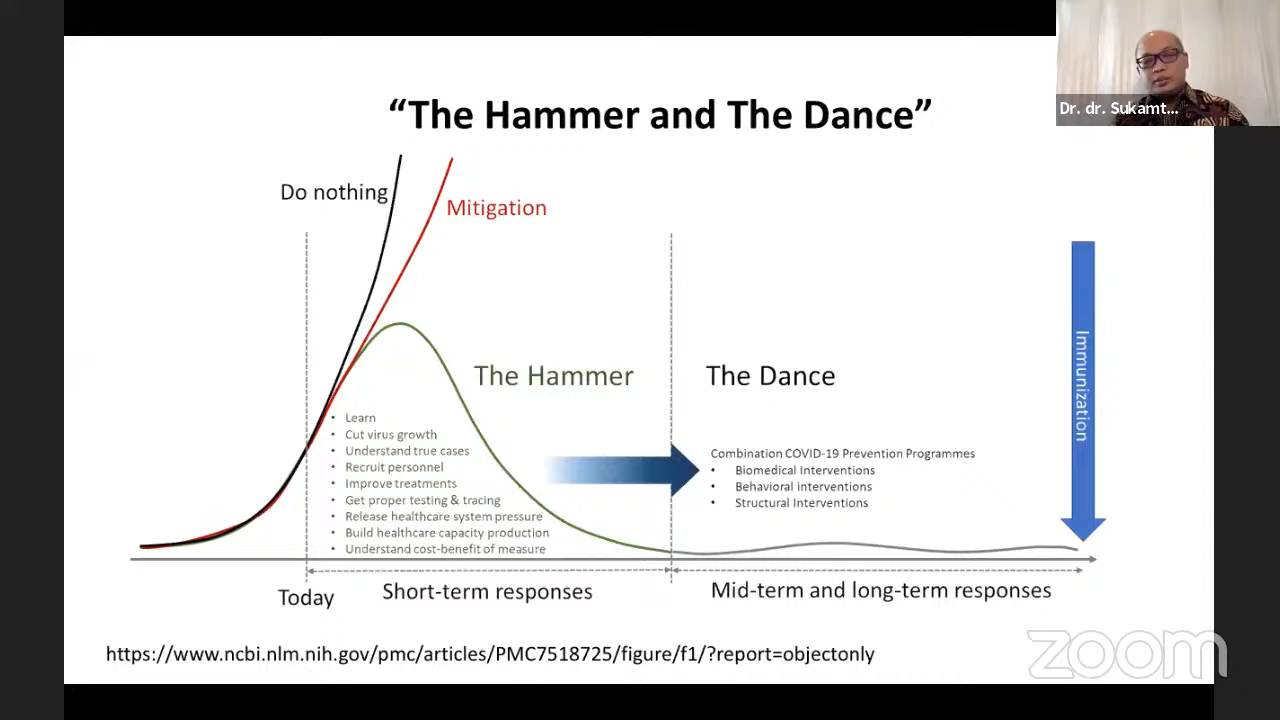 Dr. dr. Sukamt...
“The Hammer and The Dance”
Do nothing
Mitigation
The Hammer
The Dance
Immunization
• Learn
• Cut virus growth
• Understand true cases
• Recruit personnel
• Improve treatments
• Get proper testing & tracing
• Release healthcare system pressure
• Build healthcare capacity production
• Understand cost-benefit of measure
Combination COVID-19 Prevention Programmes
• Biomedical Interventions
• Behavioral interventions
• Structural Interventions
Today
Short-term responses
Mid-term and long-term responses
https://www.ncbi.nlm.nih.gov/pmc/articles/PMC7518725/figure/f1/?report=objectonly
zoom